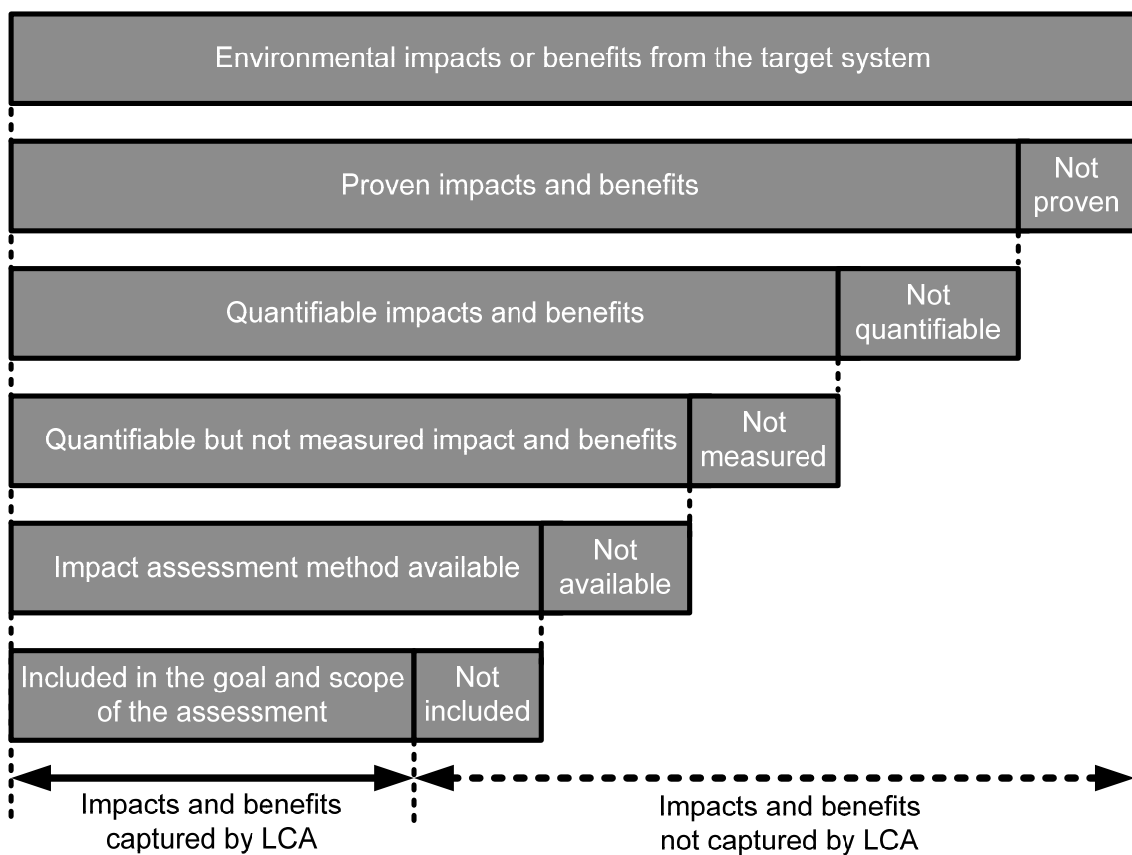 Environmental impacts or benefits from the target system
Proven impacts and benefits
Not
proven
Quantifiable impacts and benefits
Not
quantifiable
Quantifiable but not measured impact and benefits
Not
measured
Impact assessment method available
Not
available
Included in the goal and scope
of the assessment
Not
included
Impacts and benefits
captured by LCA
Impacts and benefits
not captured by LCA